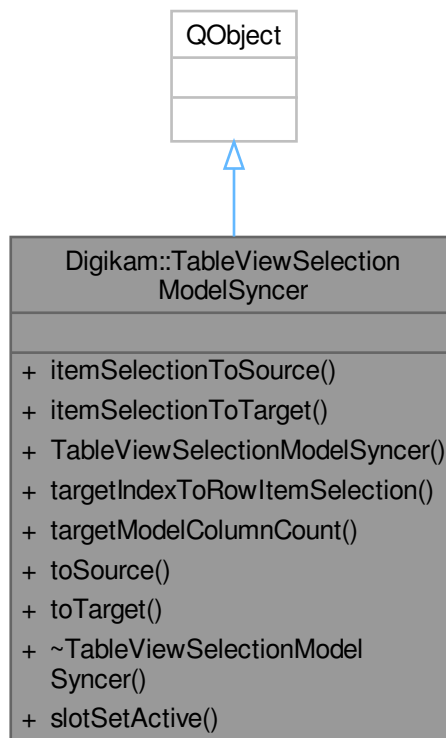 QObject
Digikam::TableViewSelection
ModelSyncer
+ itemSelectionToSource()
+ itemSelectionToTarget()
+ TableViewSelectionModelSyncer()
+ targetIndexToRowItemSelection()
+ targetModelColumnCount()
+ toSource()
+ toTarget()
+ ~TableViewSelectionModel
Syncer()
+ slotSetActive()